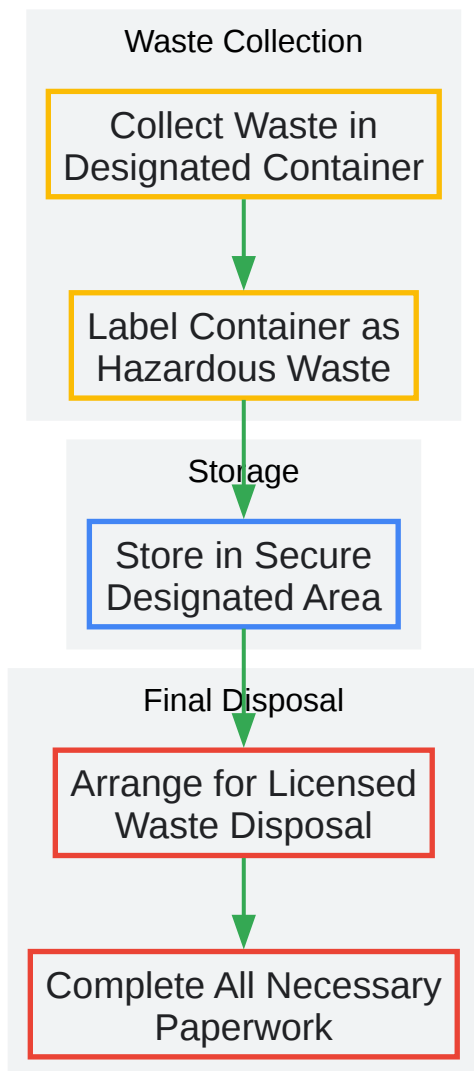 Waste Collection
Collect Waste in
Designated Container
Label Container as
Hazardous Waste
Storage
Store in Secure
Designated Area
Final Disposal
Arrange for Licensed
Waste Disposal
Complete All Necessary
Paperwork